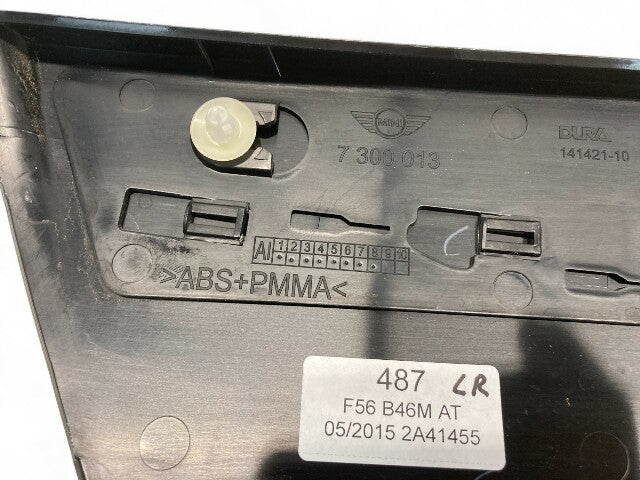 MINI
7 300 013
DURA
141421-10
AI 1 2 3 4 5 6 7 8 9 10
>ABS+PMMA<
487 LR
F56 B46M AT
05/2015 2A41455